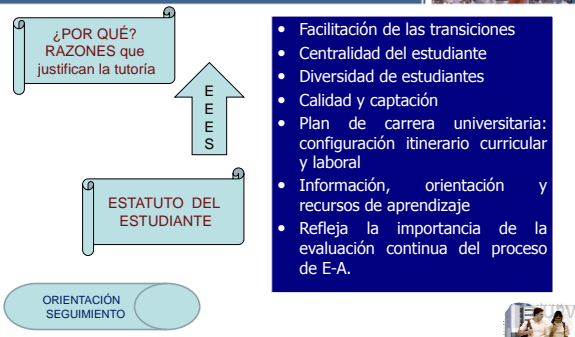 ¿POR QUÉ?
RAZONES que
justifican la tutoría
E
E
E
S
ESTATUTO DEL
ESTUDIANTE
ORIENTACIÓN
SEGUIMIENTO
• Facilitación de las transiciones
• Centralidad del estudiante
• Diversidad de estudiantes
• Calidad y captación
• Plan de carrera universitaria:
configuración itinerario curricular
y laboral
• Información, orientación y
recursos de aprendizaje
• Refleja la importancia de la
evaluación continua del proceso
de E-A.